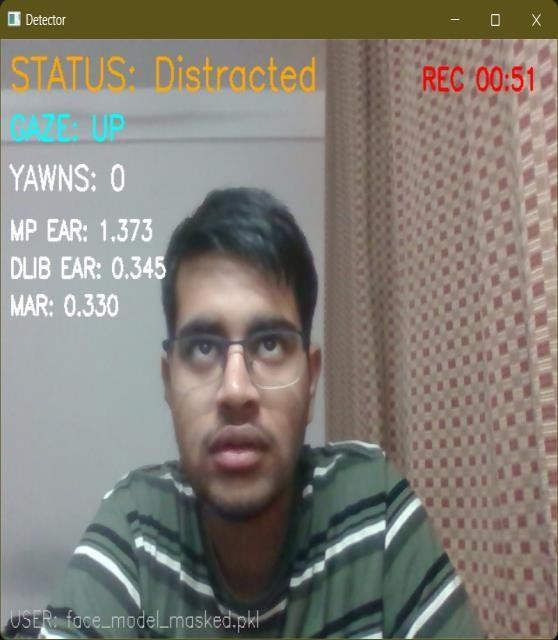 Detector
STATUS: Distracted
REC 00:51
GAZE: UP
YAWNS: 0
MP EAR: 1.373
DLIB EAR: 0.345
MAR: 0.330
USER: face_model_masked.pkl